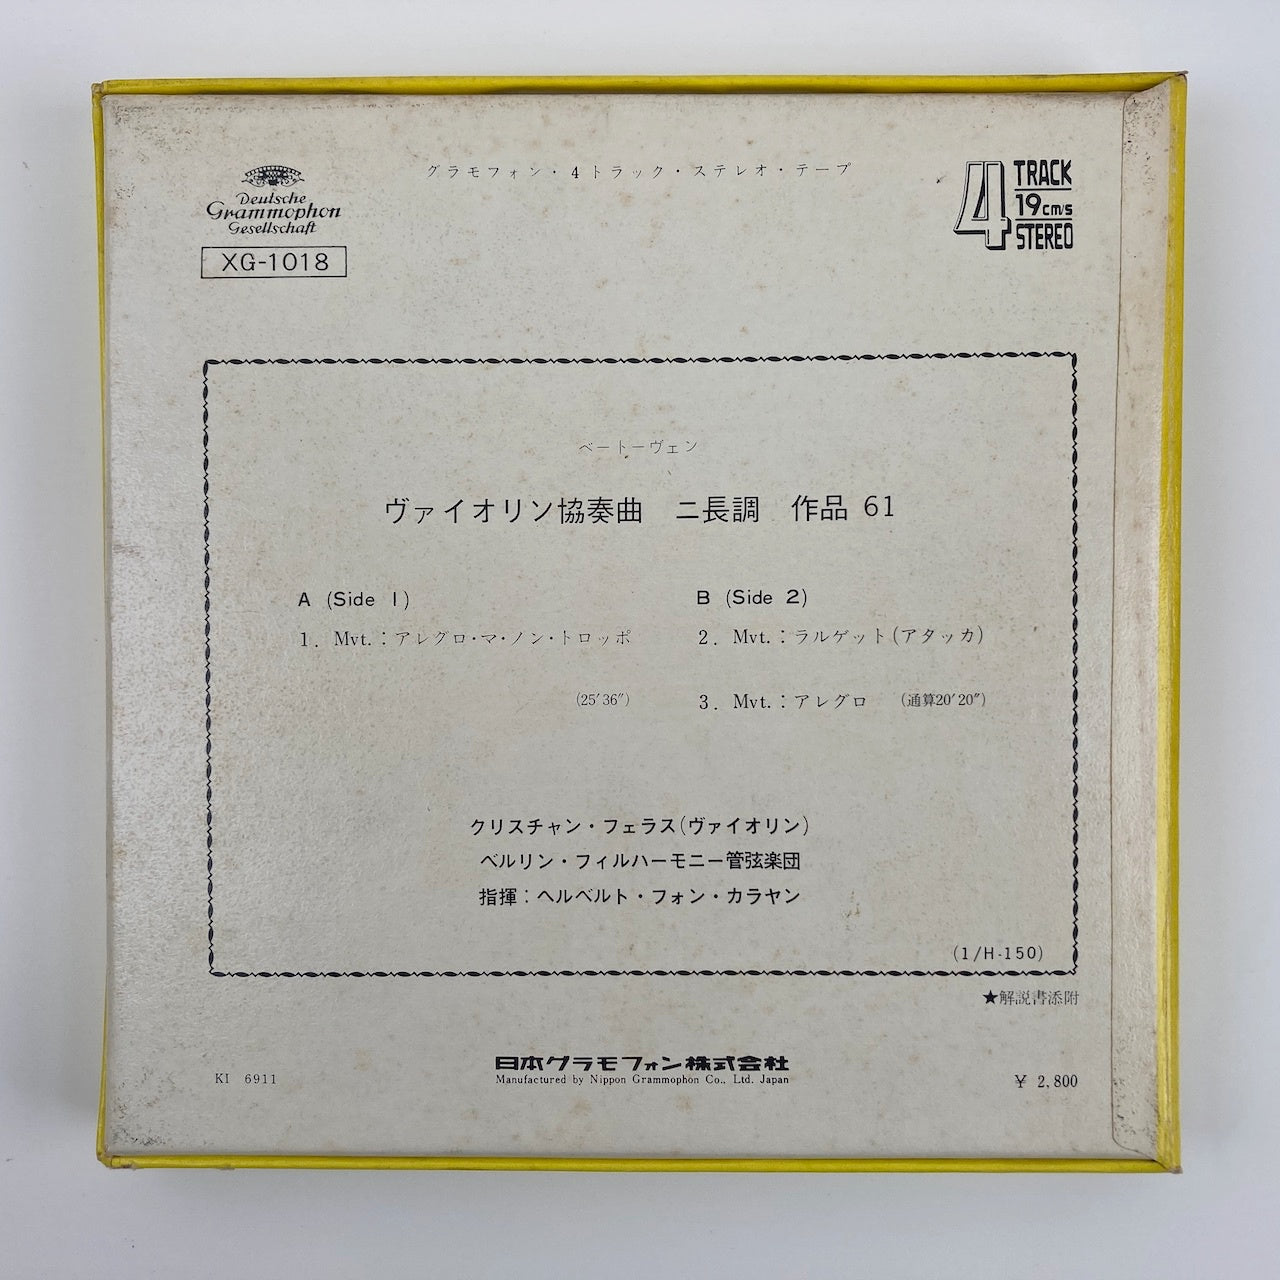 グラモフォン・4トラック・ステレオ・テープ
Deutsche
Grammophon
Gesellschaft
XG-1018
4 TRACK
19 cm/s
STEREO
ベートーヴェン
ヴァイオリン協奏曲 ニ長調 作品 61
A (Side 1)
1. Mvt.:アレグロ・マ・ノン・トロッポ
(25′36″)
B (Side 2)
2. Mvt.:ラルゲット(アタッカ)
3. Mvt.:アレグロ (通算20′20″)
クリスチャン・フェラス(ヴァイオリン)
ベルリン・フィルハーモニー管弦楽団
指揮:ヘルベルト・フォン・カラヤン
(1/H-150)
★解説書添附
日本グラモフォン株式会社
Manufactured by Nippon Grammophon Co., Ltd. Japan
KI 6911
¥ 2,800